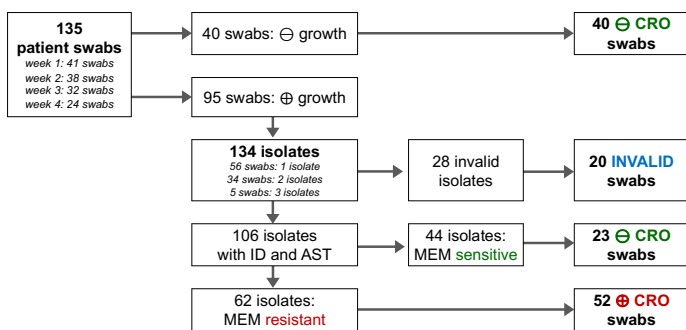 135
patient swabs
week 1: 41 swabs
week 2: 38 swabs
week 3: 32 swabs
week 4: 24 swabs
40 swabs: ⊖ growth
40 ⊖ CRO
swabs
95 swabs: ⊕ growth
134 isolates
56 swabs: 1 isolate
34 swabs: 2 isolates
5 swabs: 3 isolates
28 invalid
isolates
20 INVALID
swabs
106 isolates
with ID and AST
44 isolates:
MEM sensitive
23 ⊖ CRO
swabs
62 isolates:
MEM resistant
52 ⊕ CRO
swabs